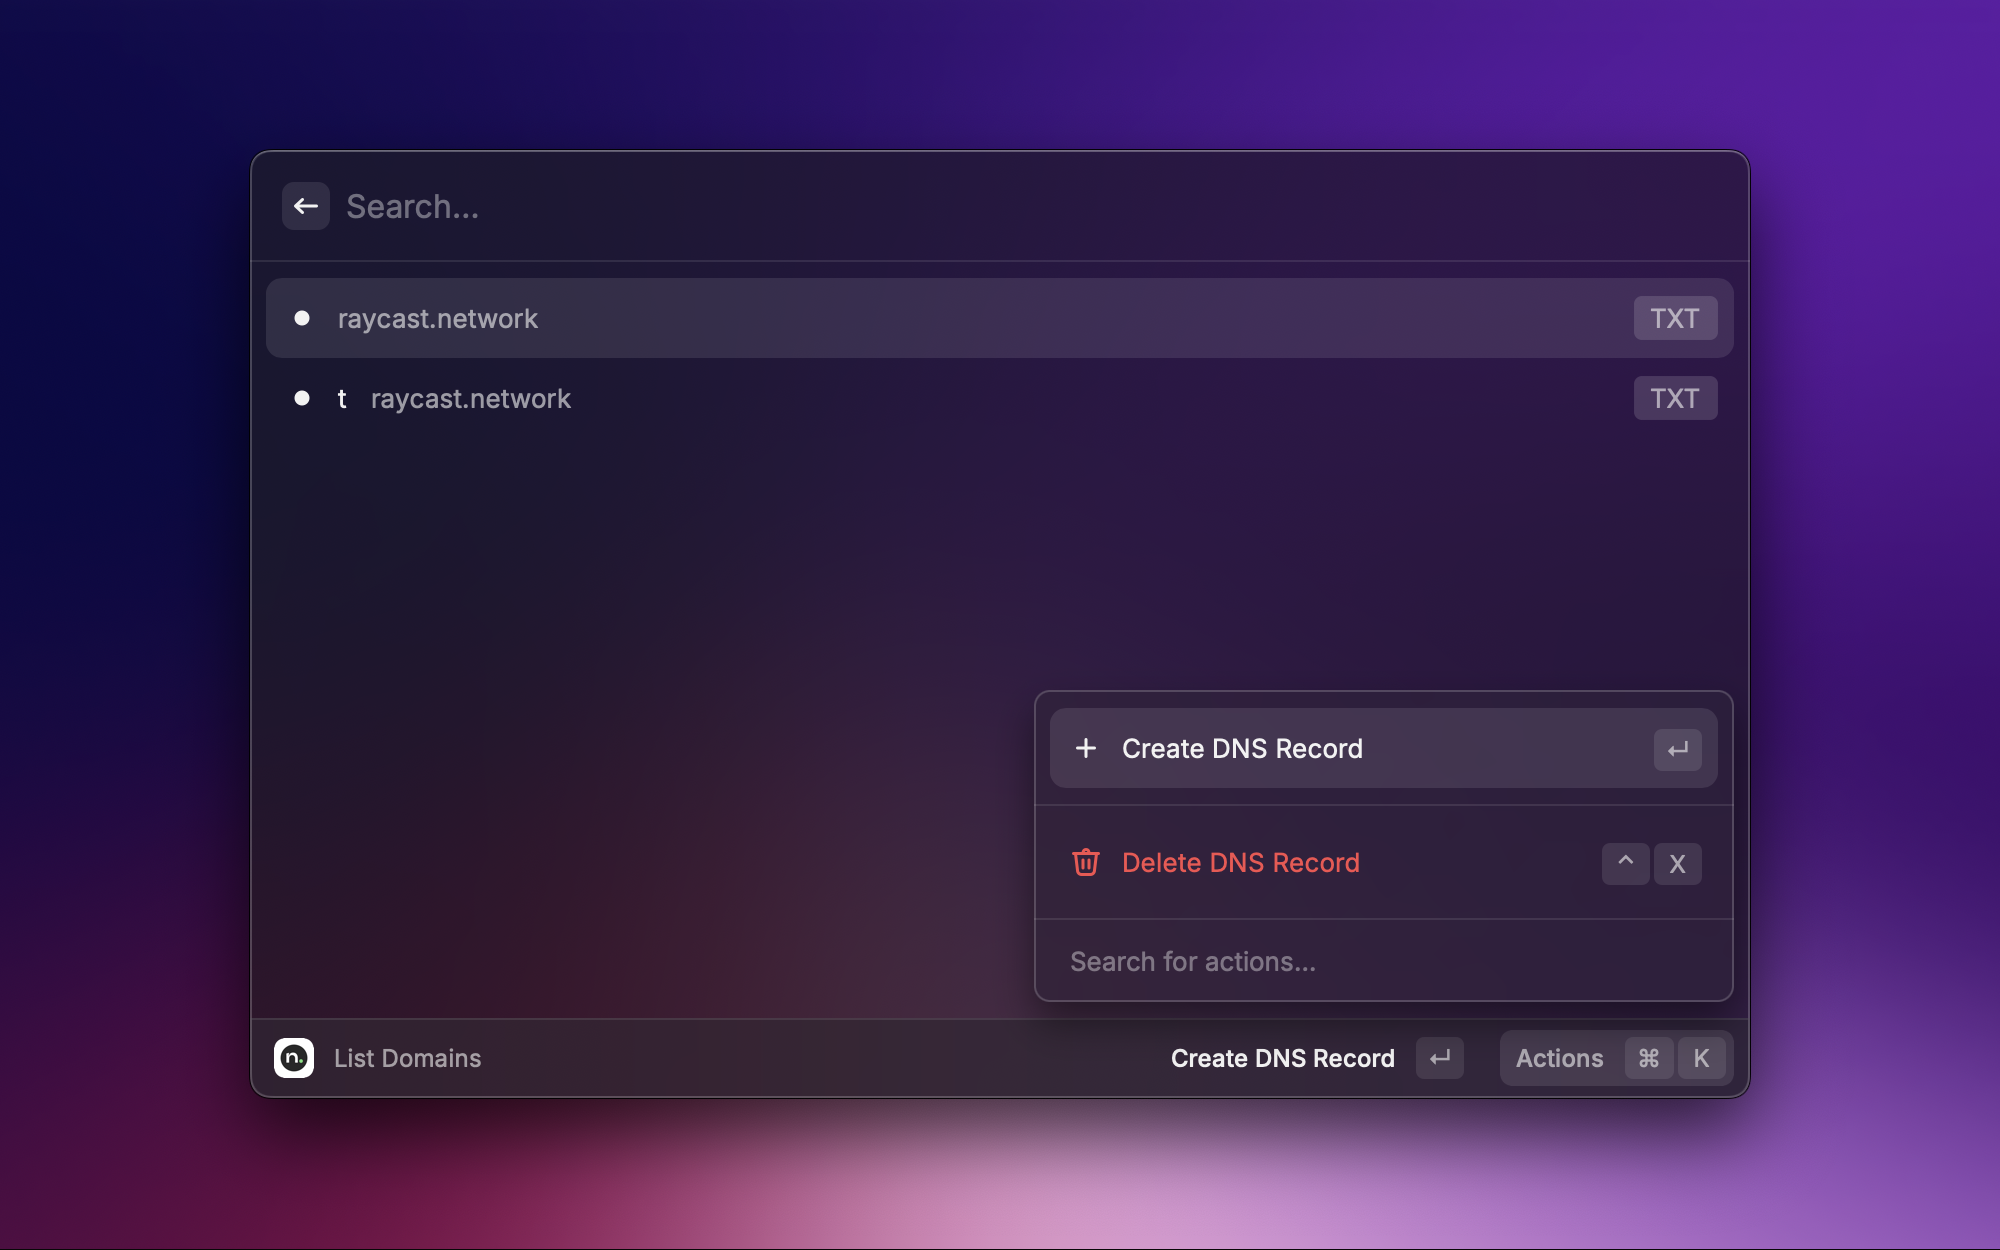 Search...
raycast.network TXT
t raycast.network TXT
Create DNS Record ↵
Delete DNS Record ^ X
Search for actions...
n. List Domains Create DNS Record ↵ Actions ⌘ K